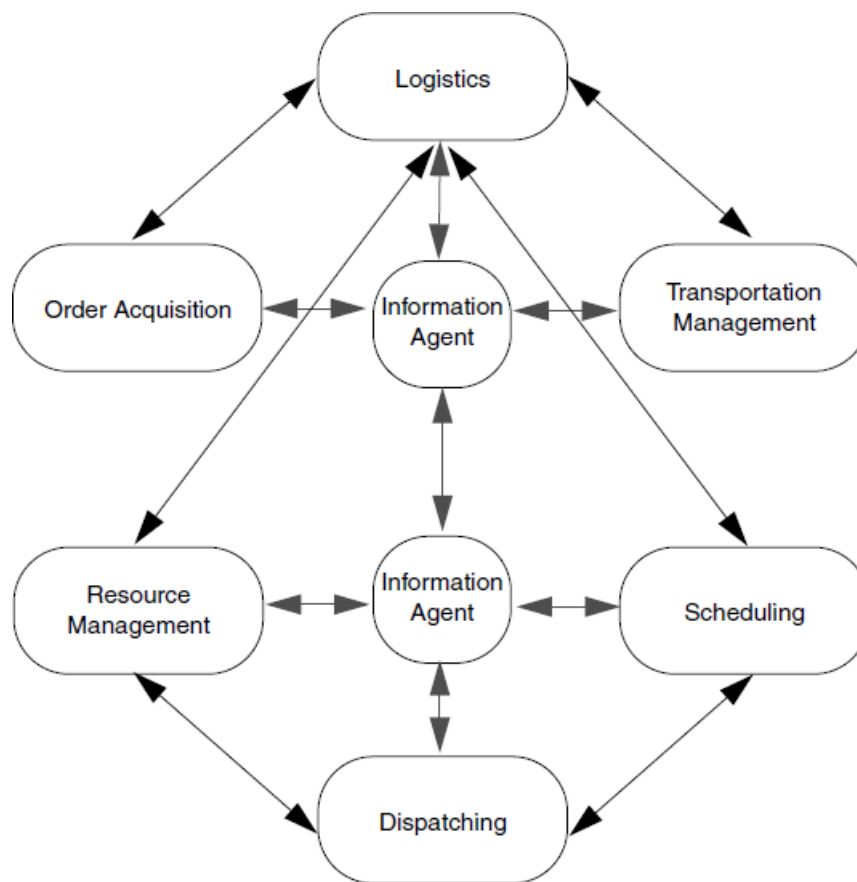 Logistics
Order Acquisition
Information
Agent
Transportation
Management
Resource
Management
Information
Agent
Scheduling
Dispatching